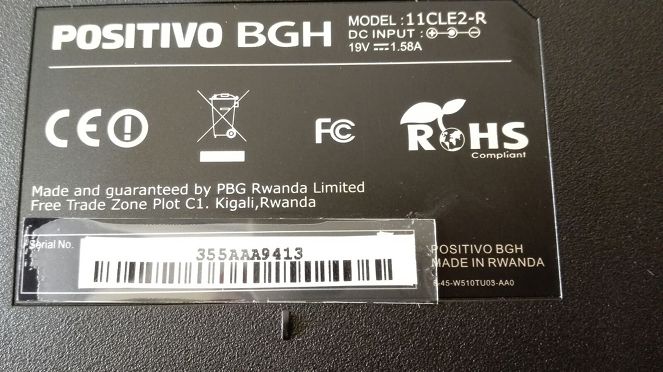 POSITIVO BGH
MODEL : 11CLE2-R
DC INPUT :
19V 1.58A
CE
FC
ROHS
Compliant
Made and guaranteed by PBG Rwanda Limited
Free Trade Zone Plot C1. Kigali,Rwanda
Serial No.
355AAA9413
POSITIVO BGH
MADE IN RWANDA
-45-W510TU03-AA0